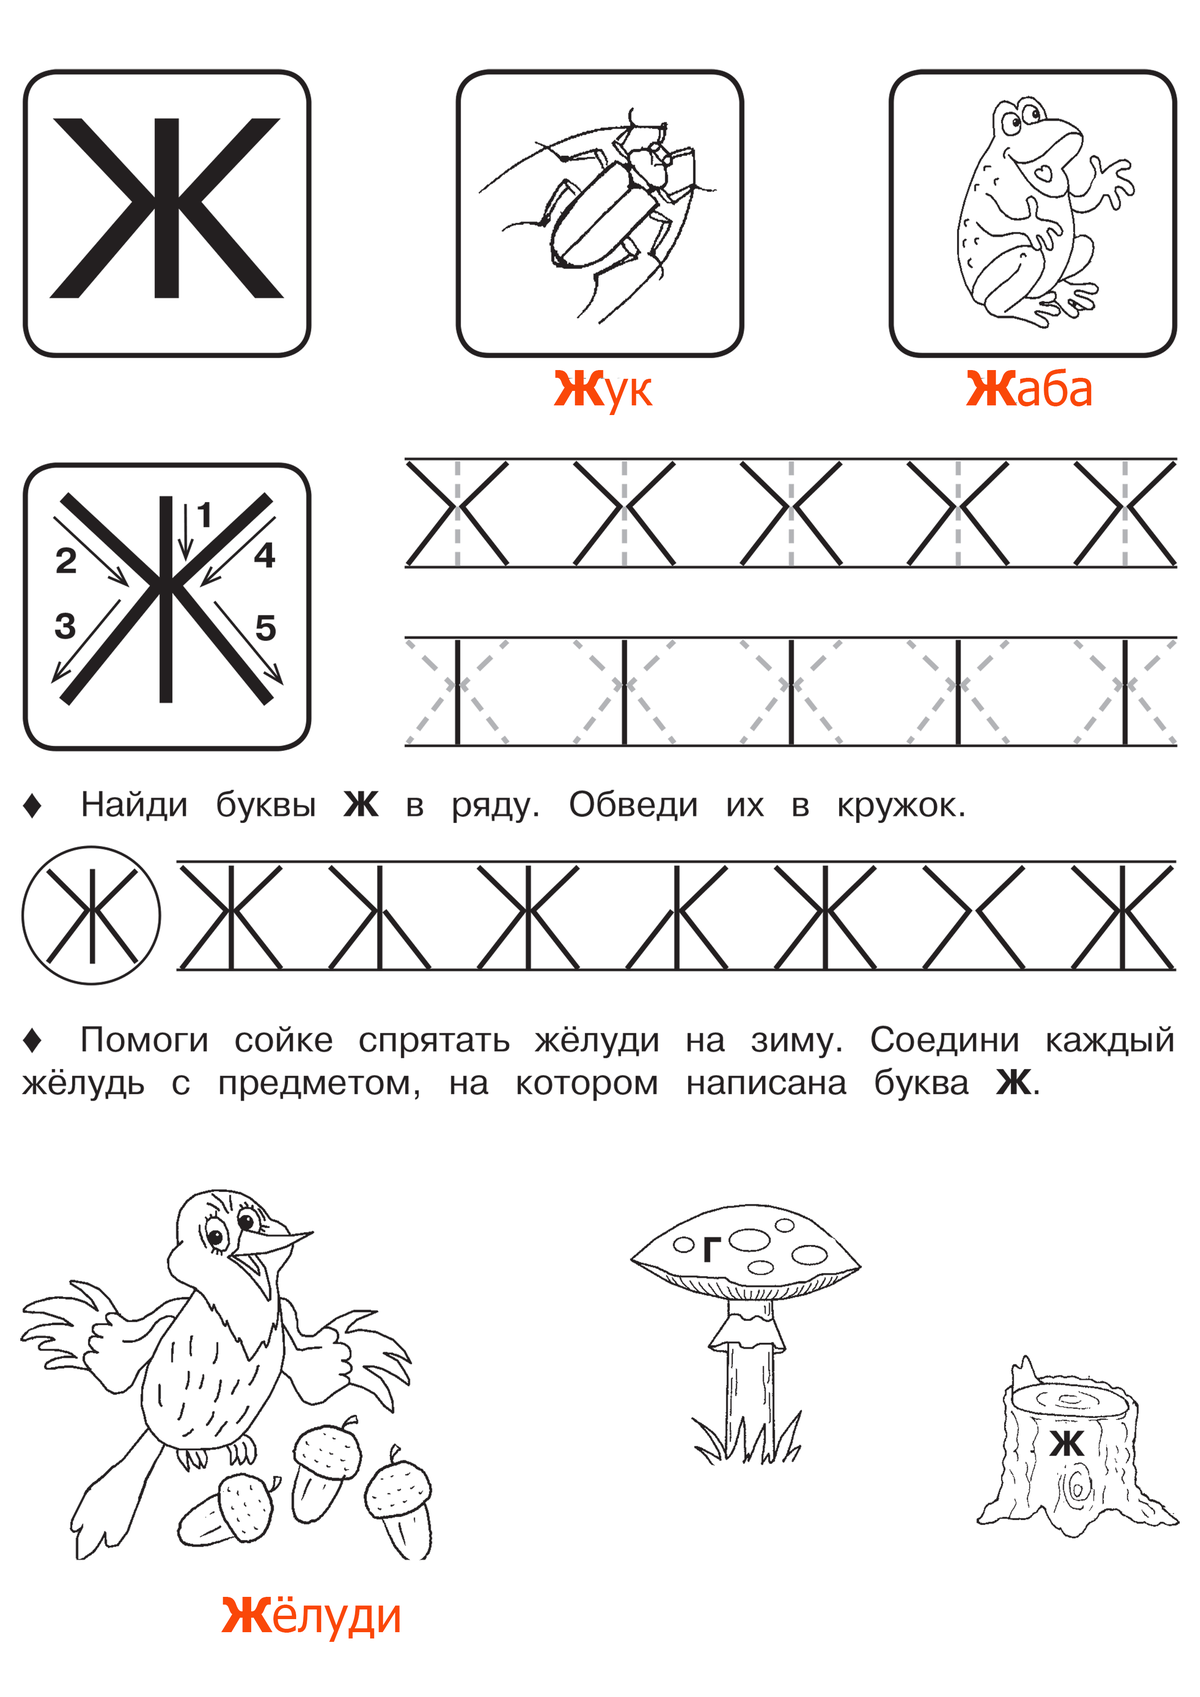 Ж
Жук Жаба
1
2 4
3 5
♦ Найди буквы Ж в ряду. Обведи их в кружок.
Ж Ж Ж Ж Ж
♦ Помоги сойке спрятать жёлуди на зиму. Соедини каждый
жёлудь с предметом, на котором написана буква Ж.
Г
Ж
Жёлуди